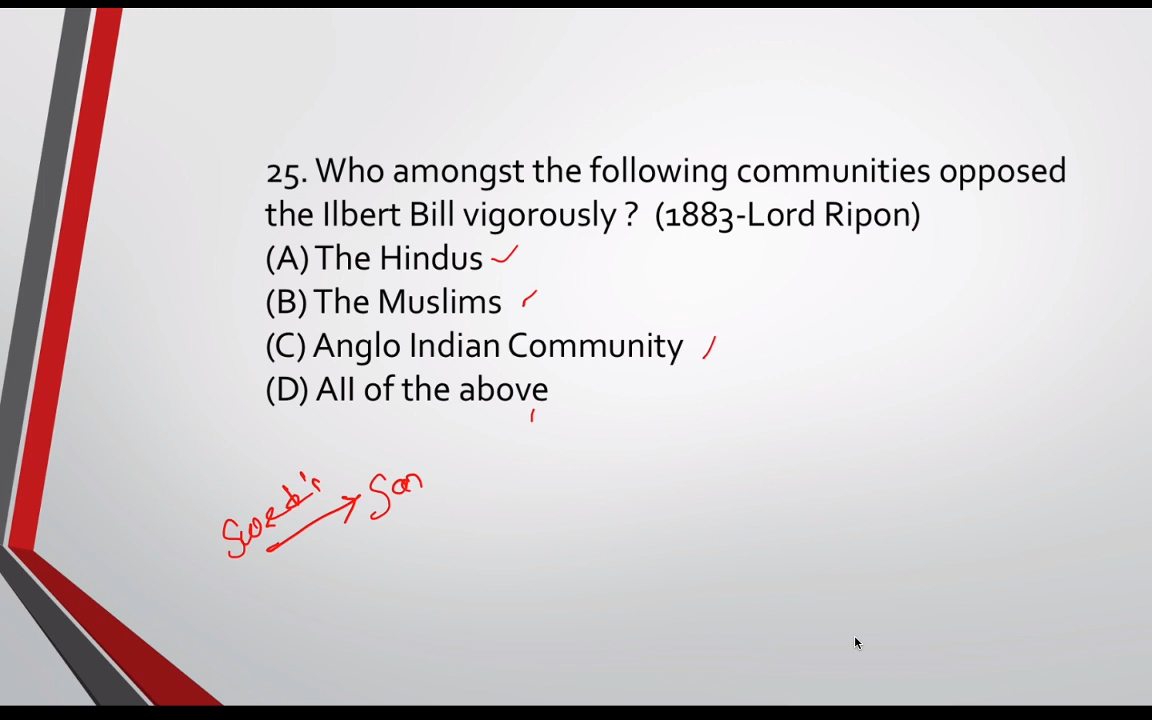 25. Who amongst the following communities opposed
the Ilbert Bill vigorously ? (1883-Lord Ripon)
(A) The Hindus
(B) The Muslims
(C) Anglo Indian Community
(D) All of the above
San